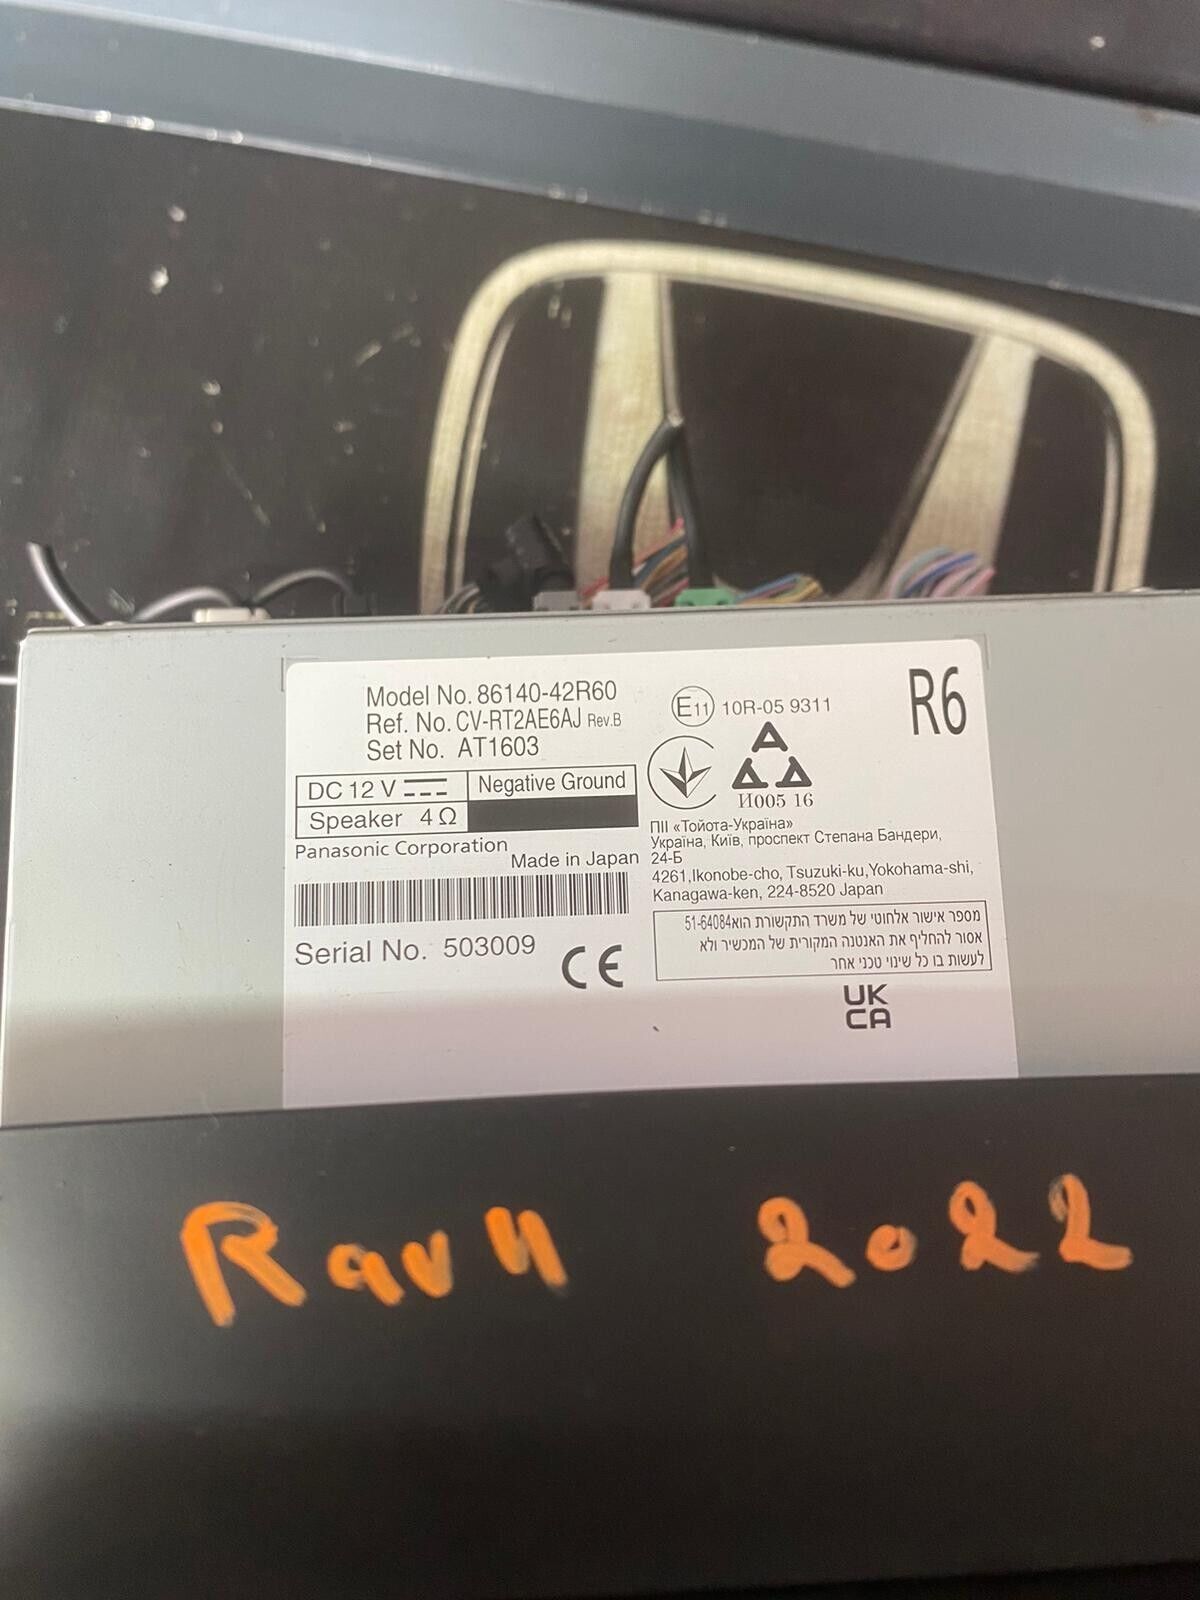 Model No. 86140-42R60
Ref. No. CV-RT2AE6AJ Rev.B
Set No. AT1603
DC 12 V
Negative Ground
Speaker 4 Ω
Panasonic Corporation
Made in Japan
Serial No. 503009
CE
E11 10R-05 9311
R6
И005 16
ПІІ «Тойота-Україна»
Україна, Київ, проспект Степана Бандери,
24-Б
4261,Ikonobe-cho, Tsuzuki-ku,Yokohama-shi,
Kanagawa-ken, 224-8520 Japan
מספר אישור אלחוטי של משרד התקשורת הוא51-64084
אסור להחליף את האנטנה המקורית של המכשיר ולא
לעשות בו כל שינוי טכני אחר
UK
CA
Rav4 2022